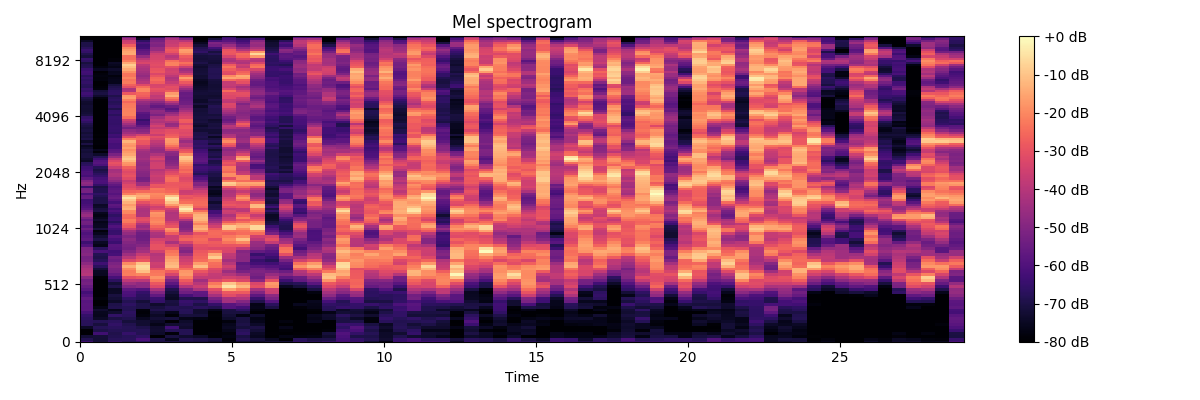 Mel spectrogram
Hz
8192
4096
2048
1024
512
0
0 5 10 15 20 25
Time
+0 dB
-10 dB
-20 dB
-30 dB
-40 dB
-50 dB
-60 dB
-70 dB
-80 dB